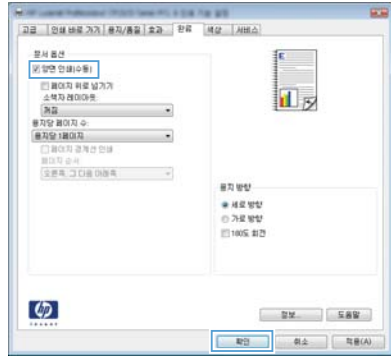 고급
인쇄 바로 가기
용지/품질
효과
완료
색상
서비스
문서 옵션
양면 인쇄(수동)
페이지 위로 넘기기
소책자 레이아웃:
꺼짐
용지당 페이지 수:
용지당 1페이지
페이지 경계선 인쇄
페이지 순서:
오른쪽, 그 다음 아래쪽
용지 방향
세로 방향
가로 방향
180도 회전
hp
정보...
도움말
확인
취소
적용(A)